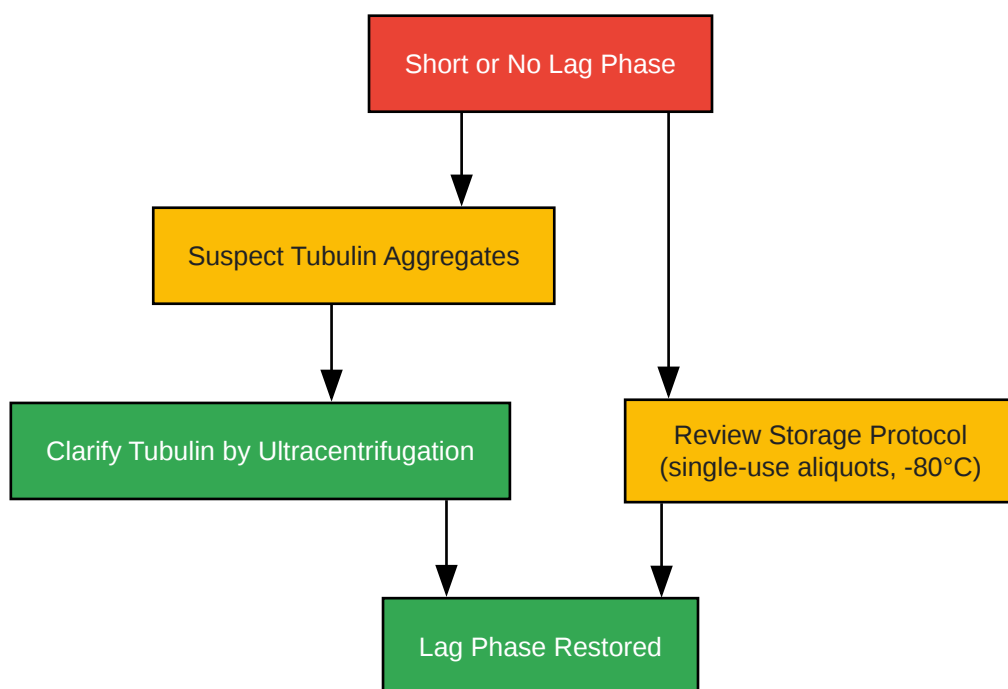 Short or No Lag Phase
Suspect Tubulin Aggregates
Clarify Tubulin by Ultracentrifugation
Review Storage Protocol
(single-use aliquots, -80°C)
Lag Phase Restored